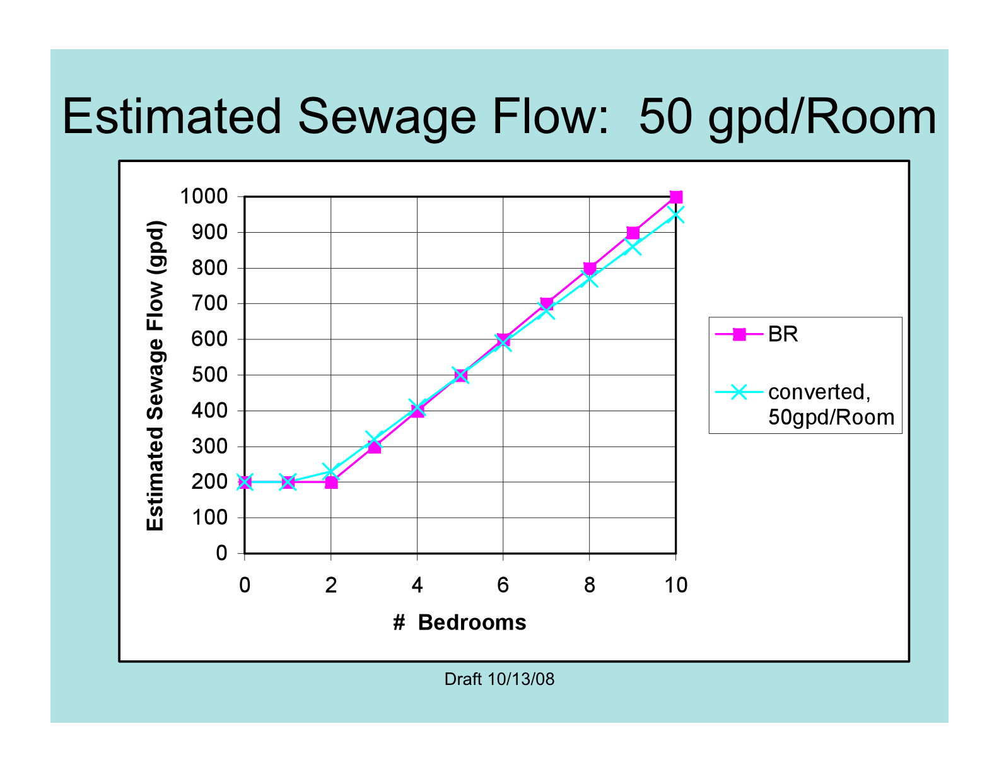 Estimated Sewage Flow: 50 gpd/Room
Estimated Sewage Flow (gpd)
1000
900
800
700
600
500
400
300
200
100
0
0 2 4 6 8 10
# Bedrooms
BR
converted,
50gpd/Room
Draft 10/13/08